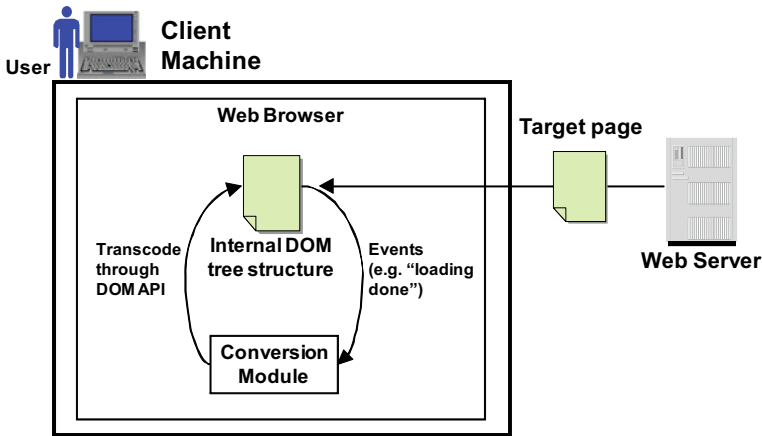 Client
Machine
User
Web Browser
Target page
Internal DOM
tree structure
Transcode
through
DOM API
Events
(e.g. “loading
done”)
Web Server
Conversion
Module